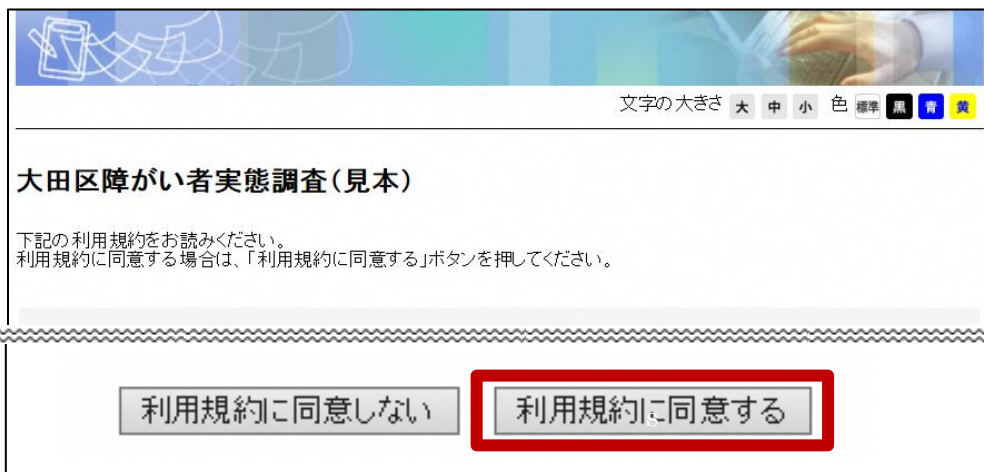 文字の大きさ 大 中 小 色 標準 黒 青 黄
大田区障がい者実態調査(見本)
下記の利用規約をお読みください。
利用規約に同意する場合は、「利用規約に同意する」ボタンを押してください。
利用規約に同意しない 利用規約に同意する